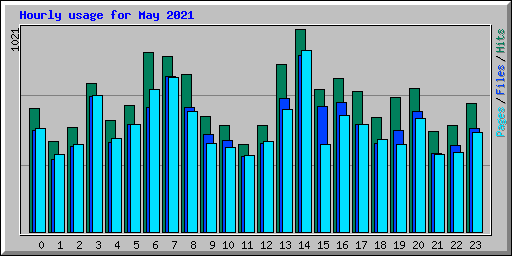 Hourly usage for May 2021
1021
Pages / Files / Hits
0 1 2 3 4 5 6 7 8 9 10 11 12 13 14 15 16 17 18 19 20 21 22 23